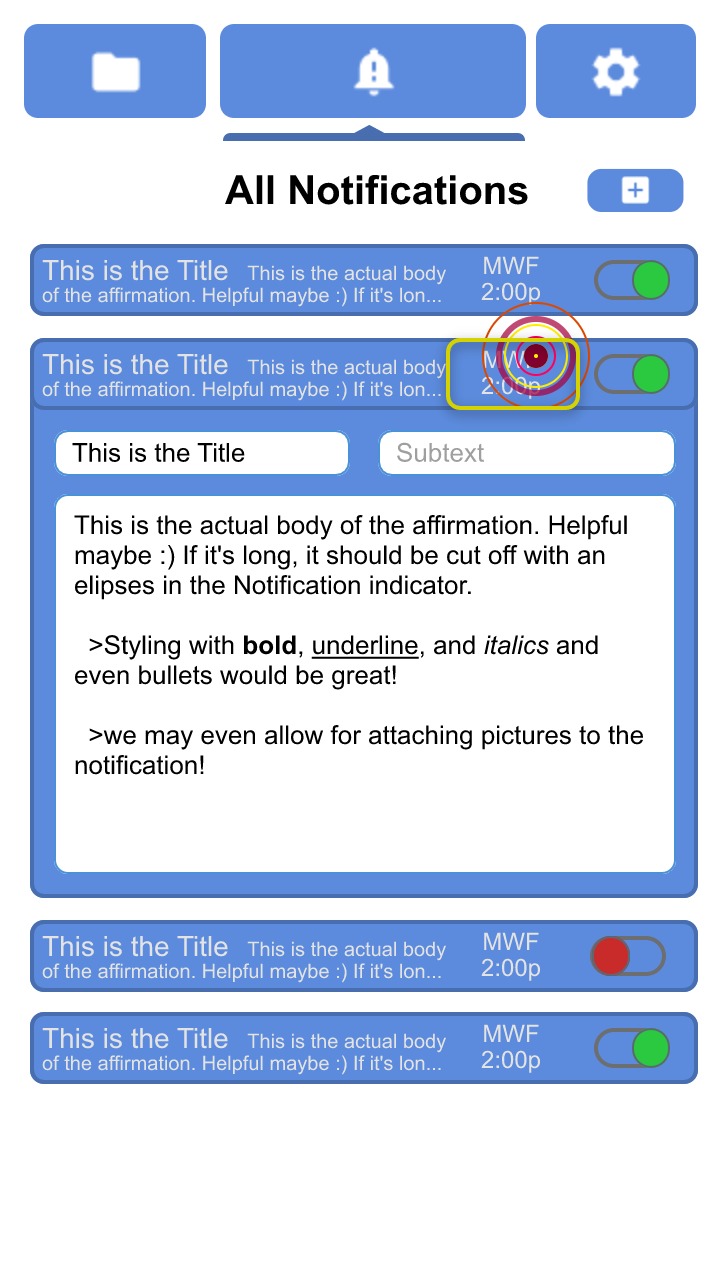 All Notifications
This is the Title This is the actual body
of the affirmation. Helpful maybe :) If it's lon...
MWF
2:00p
This is the Title This is the actual body
of the affirmation. Helpful maybe :) If it's lon...
2:00p
This is the Title
Subtext
This is the actual body of the affirmation. Helpful
maybe :) If it's long, it should be cut off with an
elipses in the Notification indicator.
>Styling with bold, underline, and italics and
even bullets would be great!
>we may even allow for attaching pictures to the
notification!
This is the Title This is the actual body
of the affirmation. Helpful maybe :) If it's lon...
MWF
2:00p
This is the Title This is the actual body
of the affirmation. Helpful maybe :) If it's lon...
MWF
2:00p